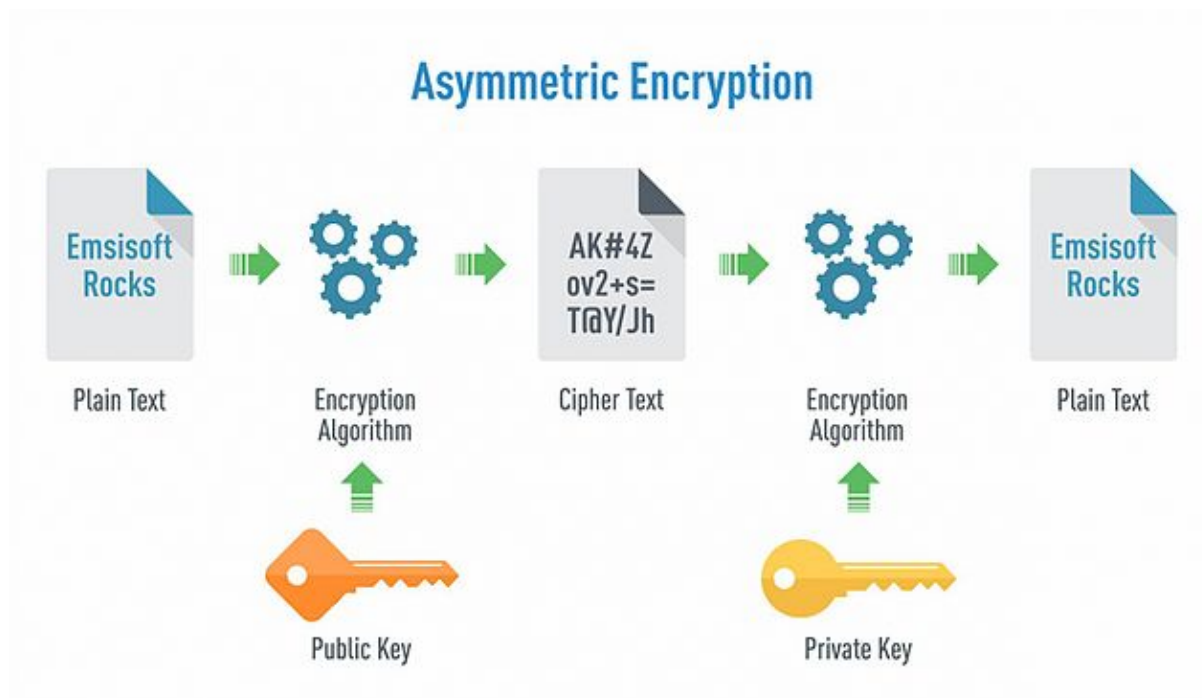 Asymmetric Encryption
Emsisoft
Rocks
AK#4Z
ov2+s=
T@Y/Jh
Emsisoft
Rocks
Plain Text
Encryption
Algorithm
Cipher Text
Encryption
Algorithm
Plain Text
Public Key
Private Key